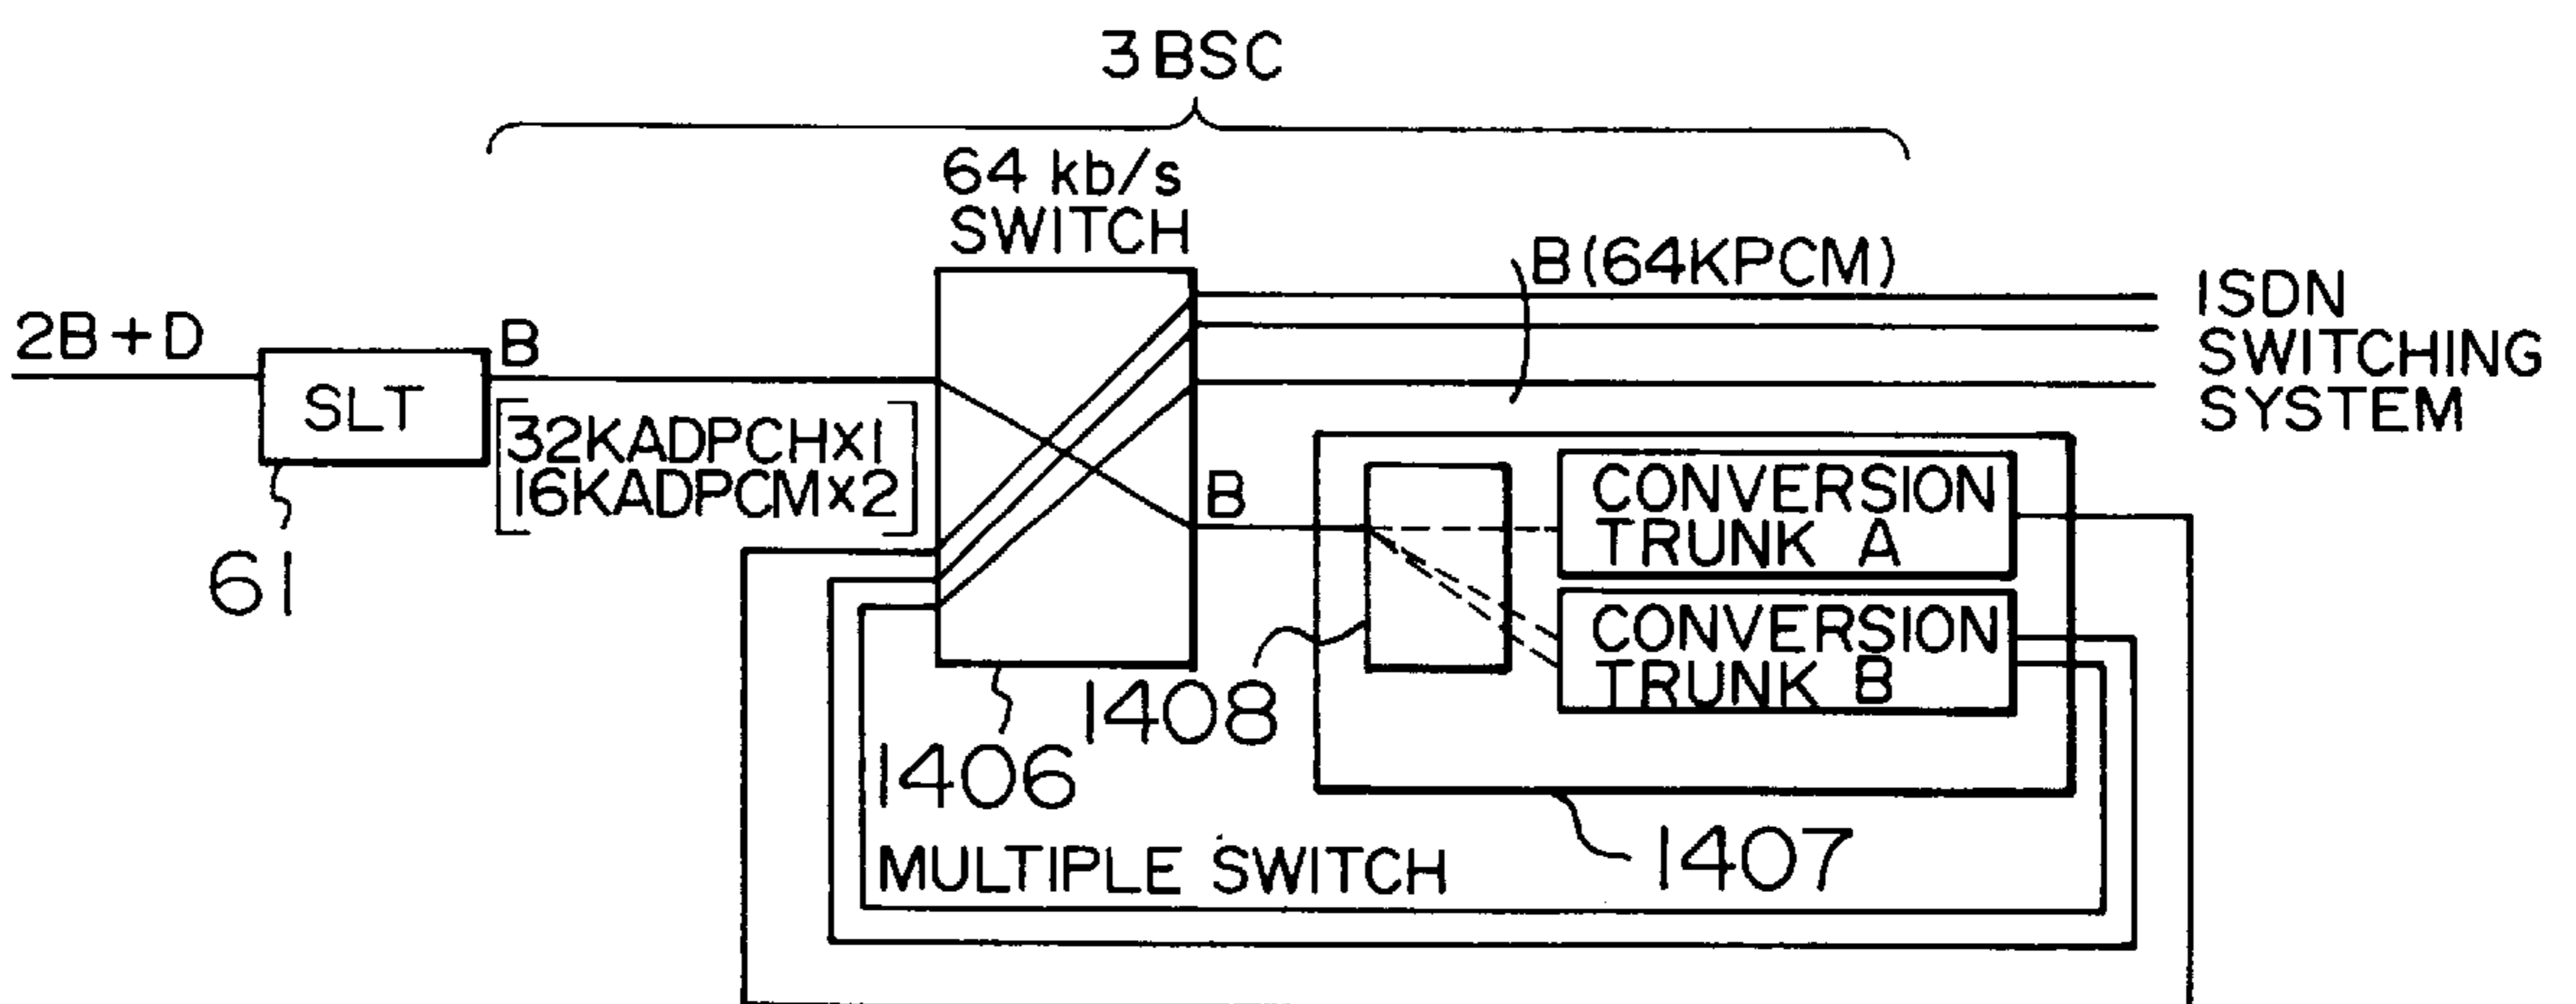 3BSC
64 kb/s
SWITCH
B(64KPCM)
ISDN
SWITCHING
SYSTEM
2B+D
SLT
B
32KADPCHX1
16KADPCMX2
61
B
CONVERSION
TRUNK A
CONVERSION
TRUNK B
1408
1406
1407
MULTIPLE SWITCH